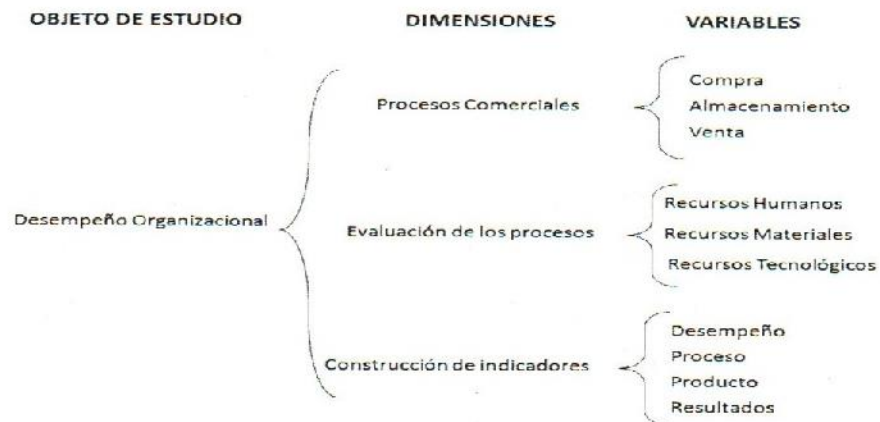 OBJETO DE ESTUDIO DIMENSIONES VARIABLES
Procesos Comerciales
Compra
Almacenamiento
Venta
Desempeño Organizacional
Evaluación de los procesos
Recursos Humanos
Recursos Materiales
Recursos Tecnológicos
Construcción de indicadores
Desempeño
Proceso
Producto
Resultados